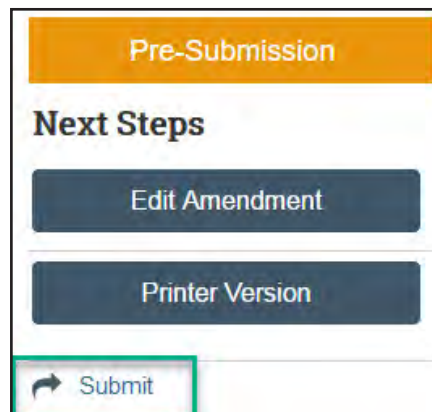 Pre-Submission
Next Steps
Edit Amendment
Printer Version
Submit